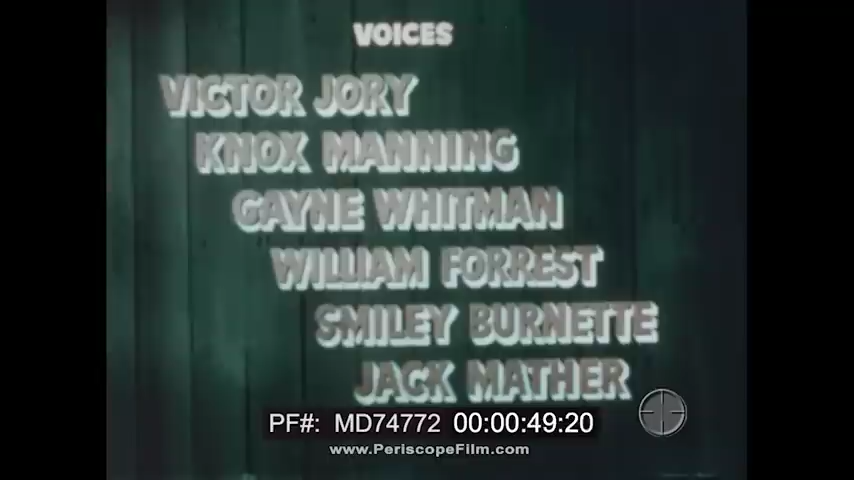 VOICES
VICTOR JORY
KNOX MANNING
GAYNE WHITMAN
WILLIAM FORREST
SMILEY BURNETTE
JACK MATHER
PF#: MD74772 00:00:49:20
www.PeriscopeFilm.com